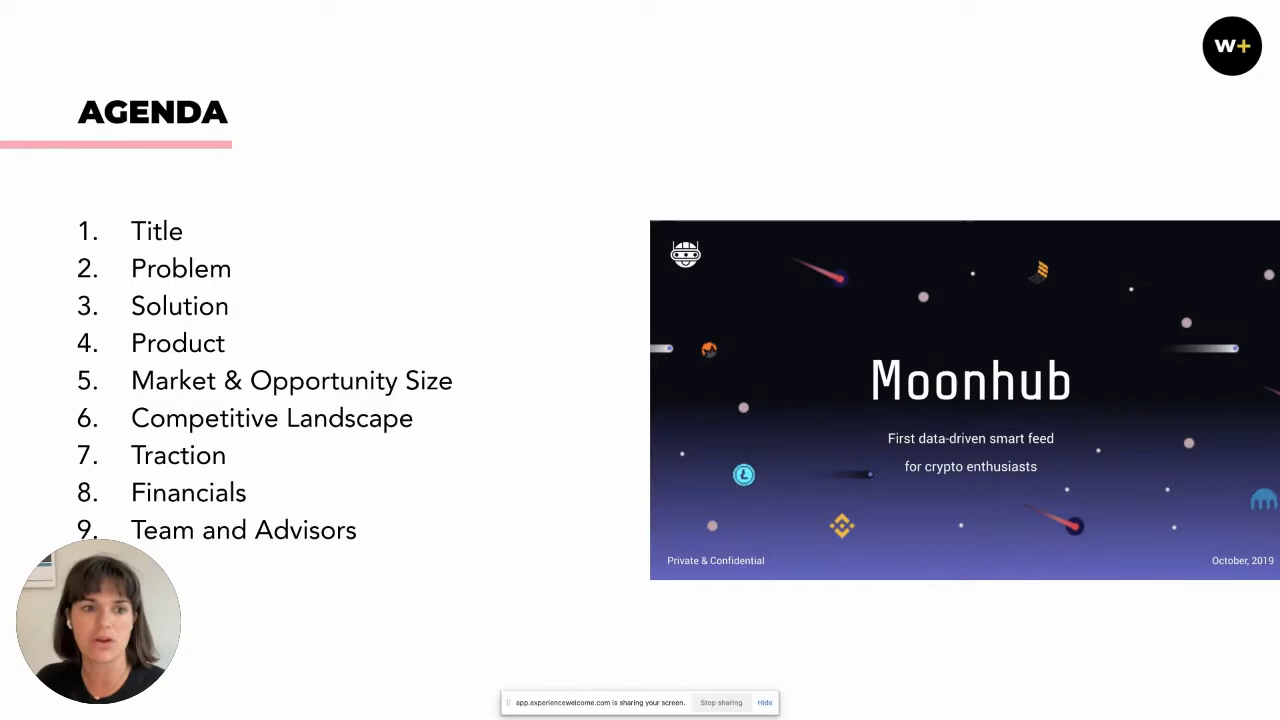 W+
AGENDA
1. Title
2. Problem
3. Solution
4. Product
5. Market & Opportunity Size
6. Competitive Landscape
7. Traction
8. Financials
9. Team and Advisors
Moonhub
First data-driven smart feed
for crypto enthusiasts
Private & Confidential
October, 2019
app.experiencewelcome.com is sharing your screen.
Stop sharing
Hide